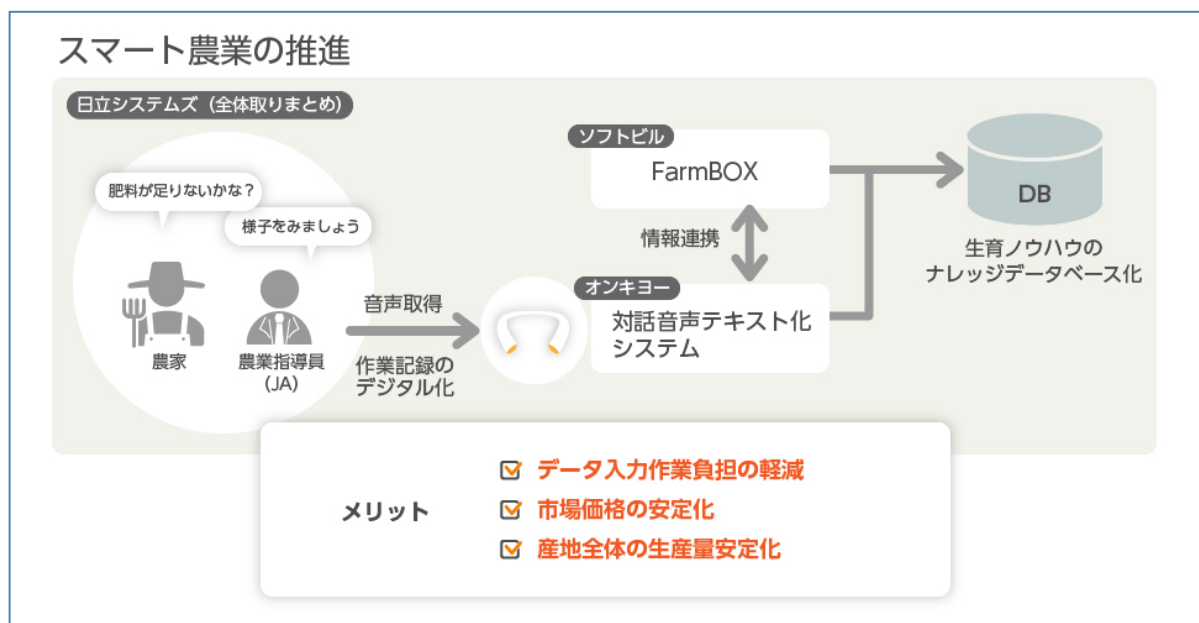 スマート農業の推進
日立システムズ（全体取りまとめ）
肥料が足りないかな？
様子をみましょう
農家
農業指導員
(JA)
音声取得
作業記録の
デジタル化
ソフトビル
FarmBOX
情報連携
オンキヨー
対話音声テキスト化
システム
DB
生育ノウハウの
ナレッジデータベース化
メリット
データ入力作業負担の軽減
市場価格の安定化
産地全体の生産量安定化